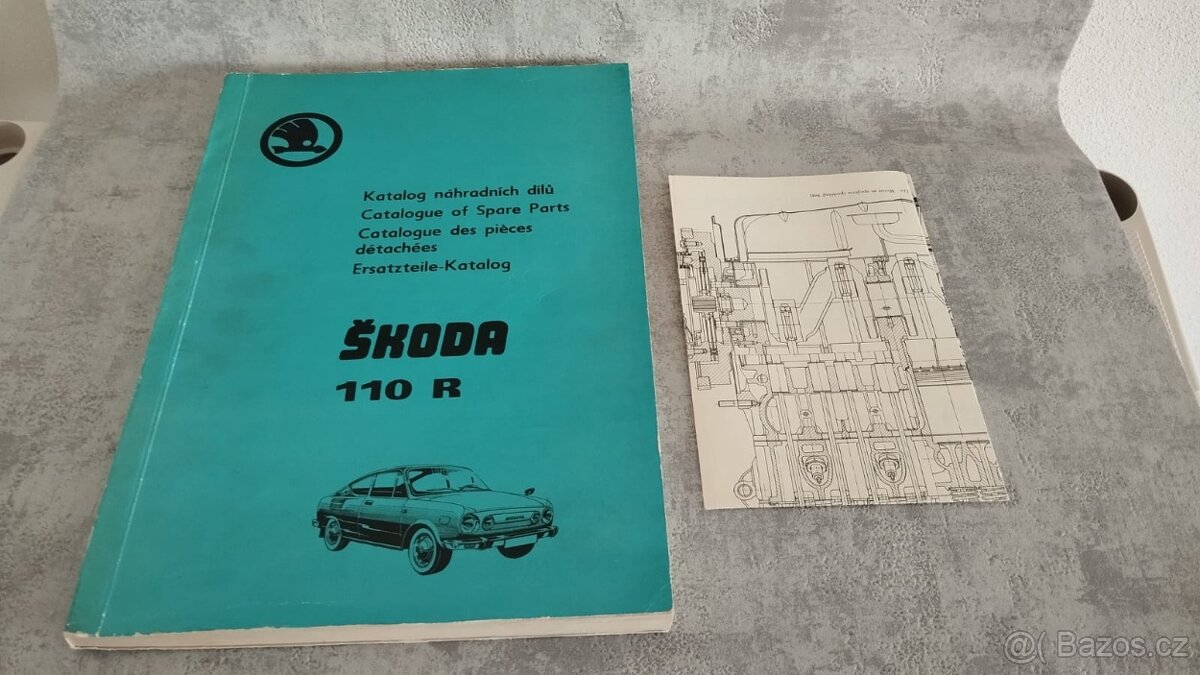 Katalog náhradních dílů
Catalogue of Spare Parts
Catalogue des pièces
détachées
Ersatzteile-Katalog
ŠKODA
110 R
Bazos.cz